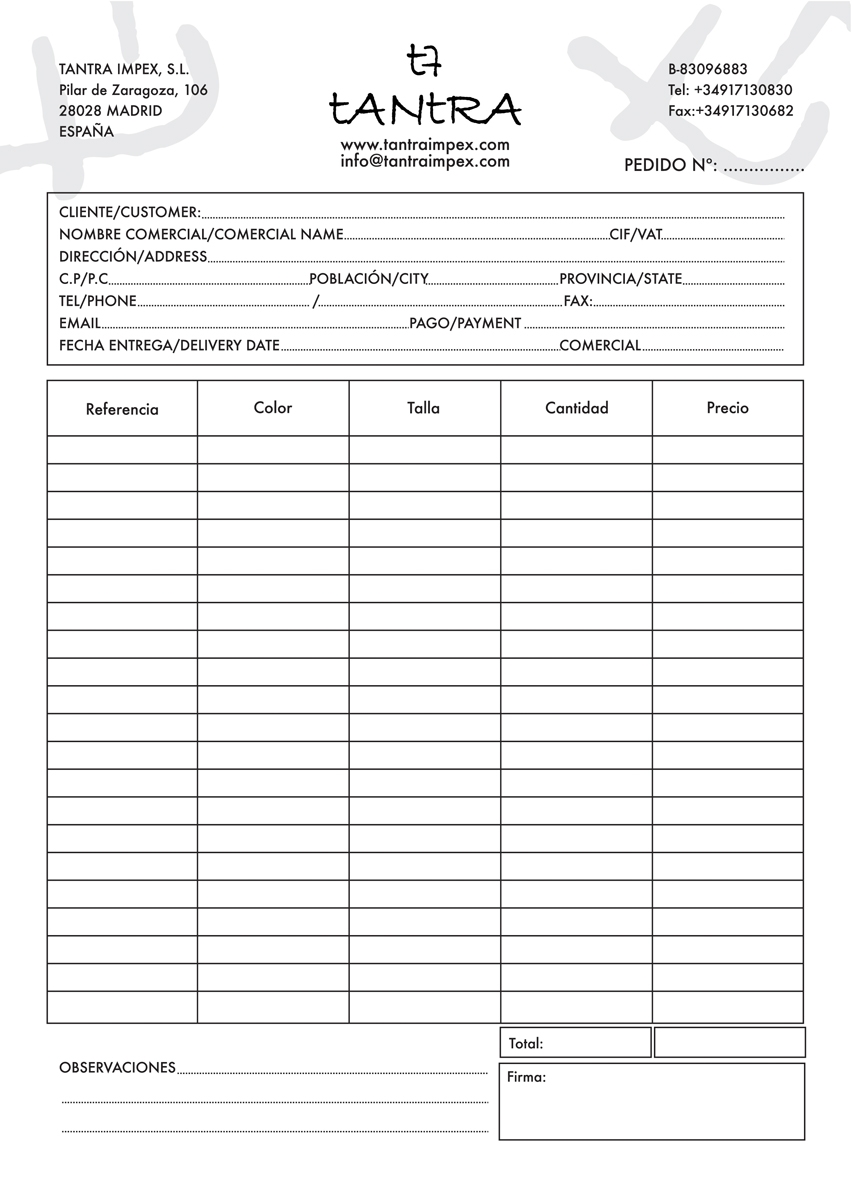 TANTRA IMPEX, S.L.
Pilar de Zaragoza, 106
28028 MADRID
ESPAÑA
tANtRA
www.tantraimpex.com
info@tantraimpex.com
B-83096883
Tel: +34917130830
Fax:+34917130682
PEDIDO Nº: ................
CLIENTE/CUSTOMER:
NOMBRE COMERCIAL/COMERCIAL NAME CIF/VAT
DIRECCIÓN/ADDRESS
C.P/P.C POBLACIÓN/CITY PROVINCIA/STATE
TEL/PHONE / FAX:
EMAIL PAGO/PAYMENT
FECHA ENTREGA/DELIVERY DATE COMERCIAL
Referencia Color Talla Cantidad Precio
Total:
OBSERVACIONES
Firma: